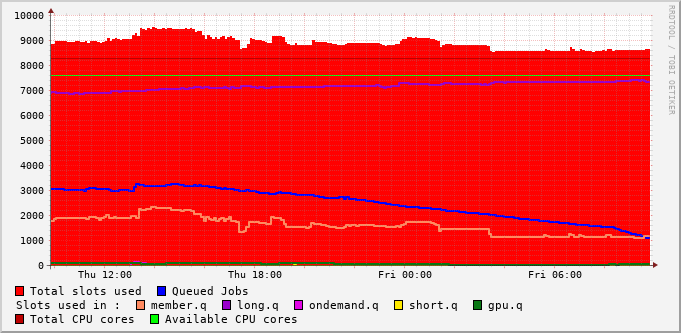 10000
9000
8000
7000
6000
5000
4000
3000
2000
1000
0
Thu 12:00 Thu 18:00 Fri 00:00 Fri 06:00
RRDTOOL / TOBI OETIKER
Total slots used Queued Jobs
Slots used in : member.q long.q ondemand.q short.q gpu.q
Total CPU cores Available CPU cores